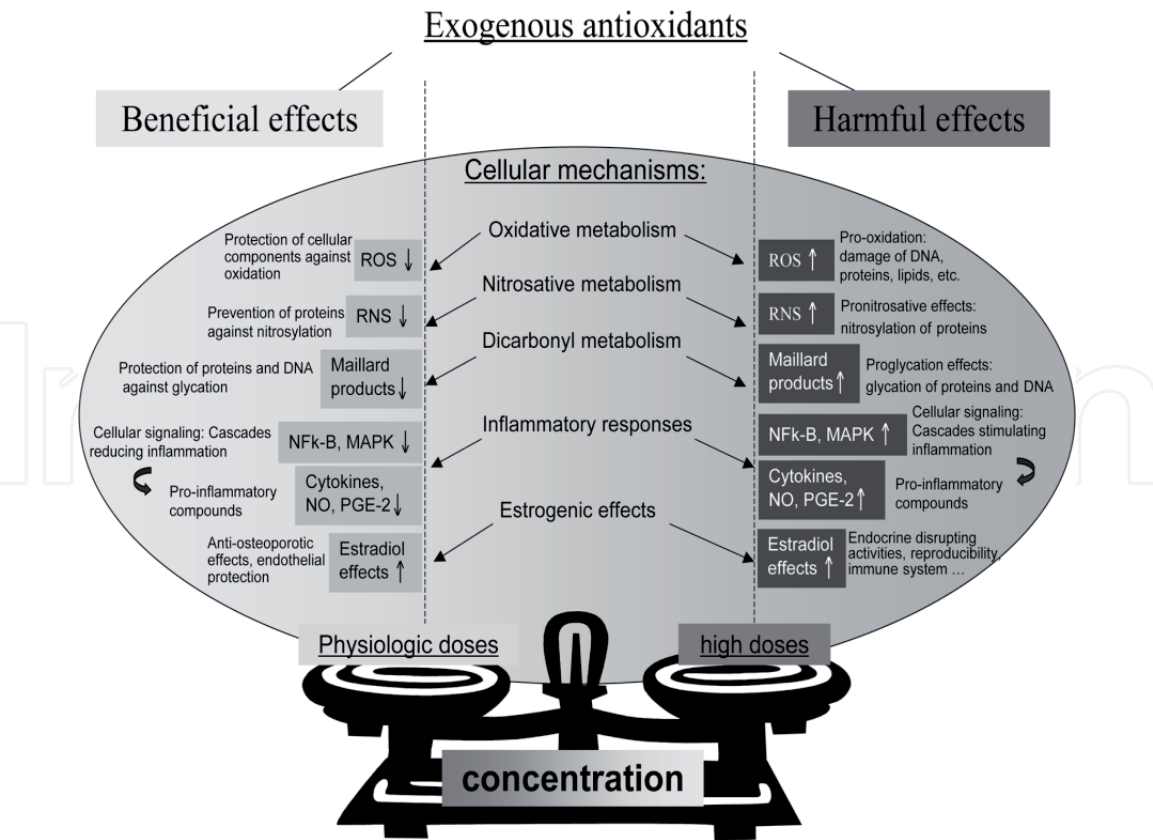 Exogenous antioxidants
Beneficial effects
Harmful effects
Cellular mechanisms:
Oxidative metabolism
Nitrosative metabolism
Dicarbonyl metabolism
Inflammatory responses
Estrogenic effects
Protection of cellular
components against
oxidation
ROS ↓
Prevention of proteins
against nitrosylation
RNS ↓
Protection of proteins and DNA
against glycation
Maillard
products↓
Cellular signaling: Cascades
reducing inflammation
NFk-B, MAPK ↓
Pro-inflammatory
compounds
Cytokines,
NO, PGE-2↓
Anti-osteoporotic
effects, endothelial
protection
Estradiol
effects ↑
ROS ↑
Pro-oxidation:
damage of DNA,
proteins, lipids, etc.
RNS ↑
Pronitrosative effects:
nitrosylation of proteins
Maillard
products↑
Proglycation effects:
glycation of proteins and DNA
NFk-B, MAPK ↑
Cellular signaling:
Cascades stimulating
inflammation
Cytokines,
NO, PGE-2↑
Pro-inflammatory
compounds
Estradiol
effects ↑
Endocrine disrupting
activities, reproducibility,
immune system ...
Physiologic doses
high doses
concentration